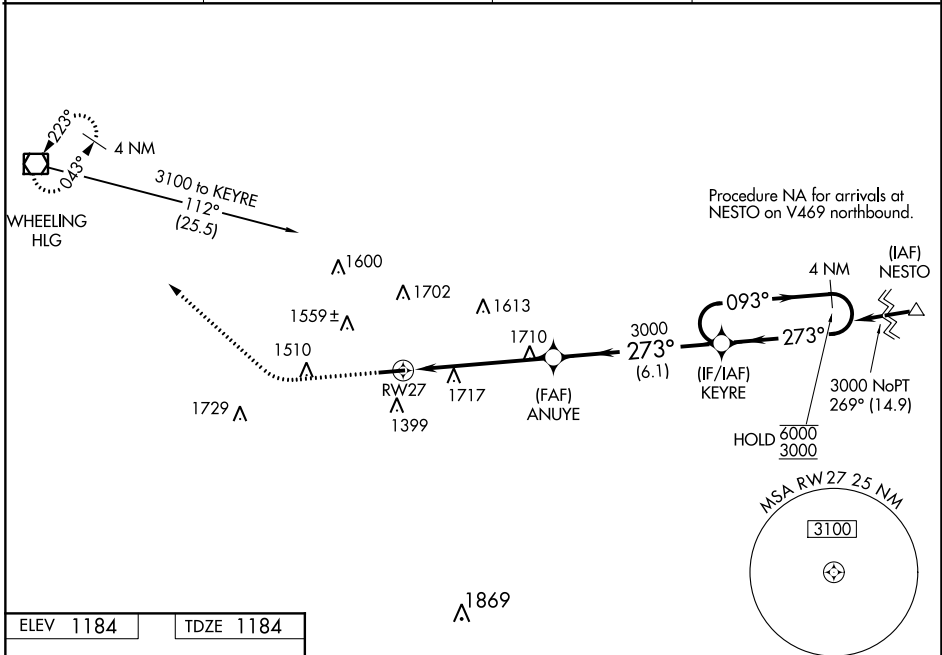 223°
043°
4 NM
3100 to KEYRE
112°
(25.5)
WHEELING
HLG
Procedure NA for arrivals at
NESTO on V469 northbound.
(IAF)
NESTO
4 NM
093°
273°
1600
1702
1613
1559 ±
1510
1710
3000
273°
(6.1)
(IF/IAF)
KEYRE
3000 NoPT
269° (14.9)
RW27
1717
(FAF)
ANUYE
1729
1399
HOLD 6000
3000
MSA RW27 25 NM
3100
1869
ELEV 1184
TDZE 1184